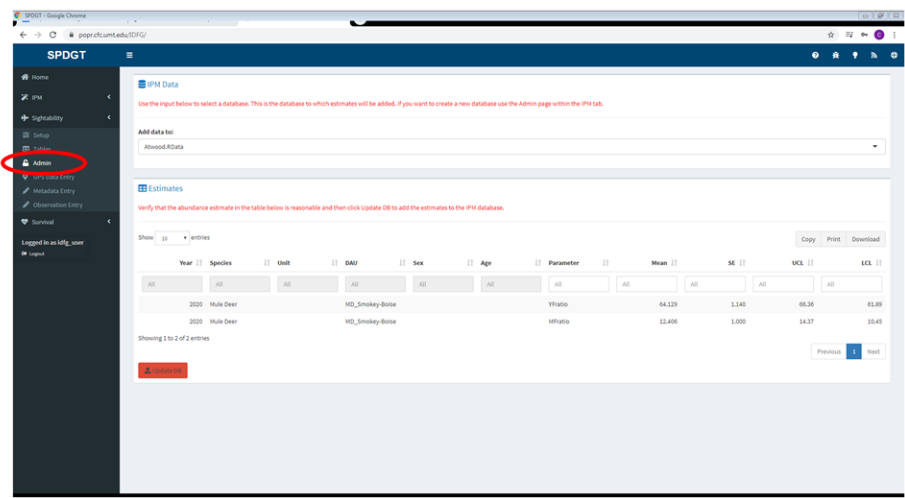 SPDGT - Google Chrome
popr.cfc.umt.edu/IDFG/
SPDGT
Home
IPM
Sightability
Setup
Tables
Admin
GPS Data Entry
Metadata Entry
Observation Entry
Survival
Logged in as idfg_user
Logout
IPM Data
Use the input below to select a database. This is the database to which estimates will be added. If you want to create a new database use the Admin page within the IPM tab.
Add data to:
Atwood.RData
Estimates
Verify that the abundance estimate in the table below is reasonable and then click Update DB to add the estimates to the IPM database.
Show 10 entries
Copy Print Download
Year Species Unit DAU Sex Age Parameter Mean SE UCL LCL
All All All All All All All All All All All
2020 Mule Deer MD_Smokey-Boise YFratio 64.129 1.140 66.36 61.89
2020 Mule Deer MD_Smokey-Boise MFratio 12.406 1.000 14.37 10.45
Showing 1 to 2 of 2 entries
Previous 1 Next
Update DB